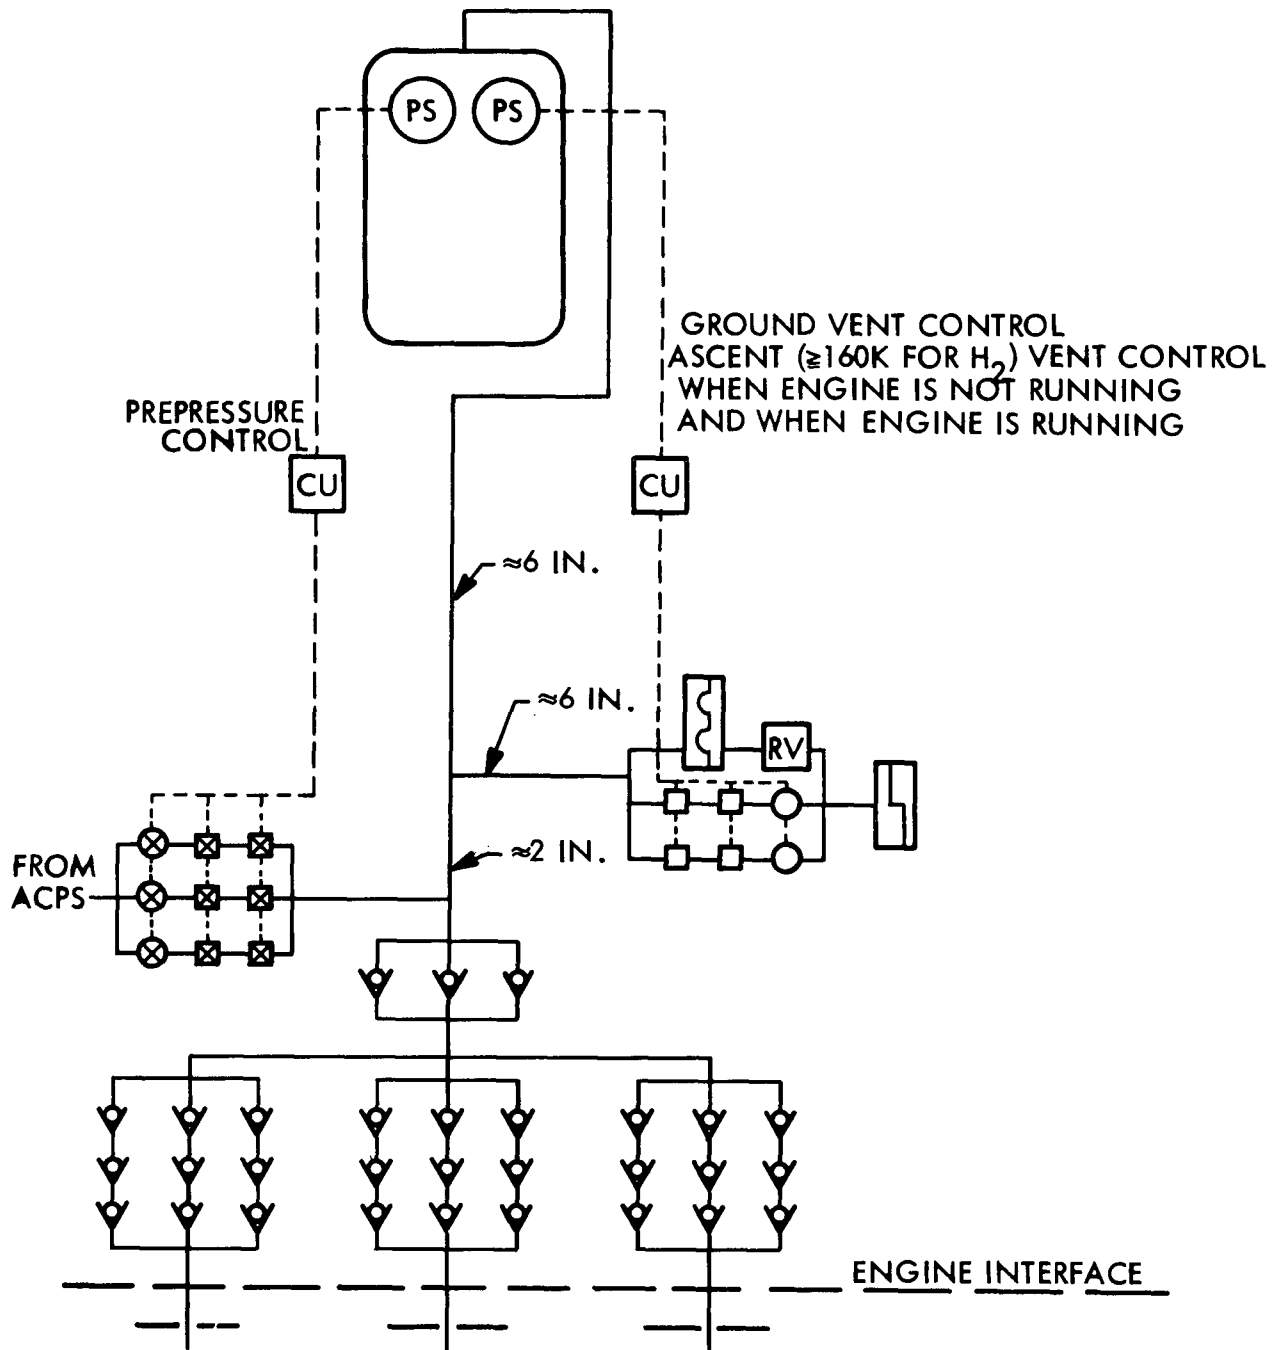 PS PS
GROUND VENT CONTROL
ASCENT (≧160K FOR H2) VENT CONTROL
WHEN ENGINE IS NOT RUNNING
AND WHEN ENGINE IS RUNNING
PREPRESSURE
CONTROL
CU
CU
≈6 IN.
≈6 IN.
RV
≈2 IN.
FROM
ACPS
ENGINE INTERFACE